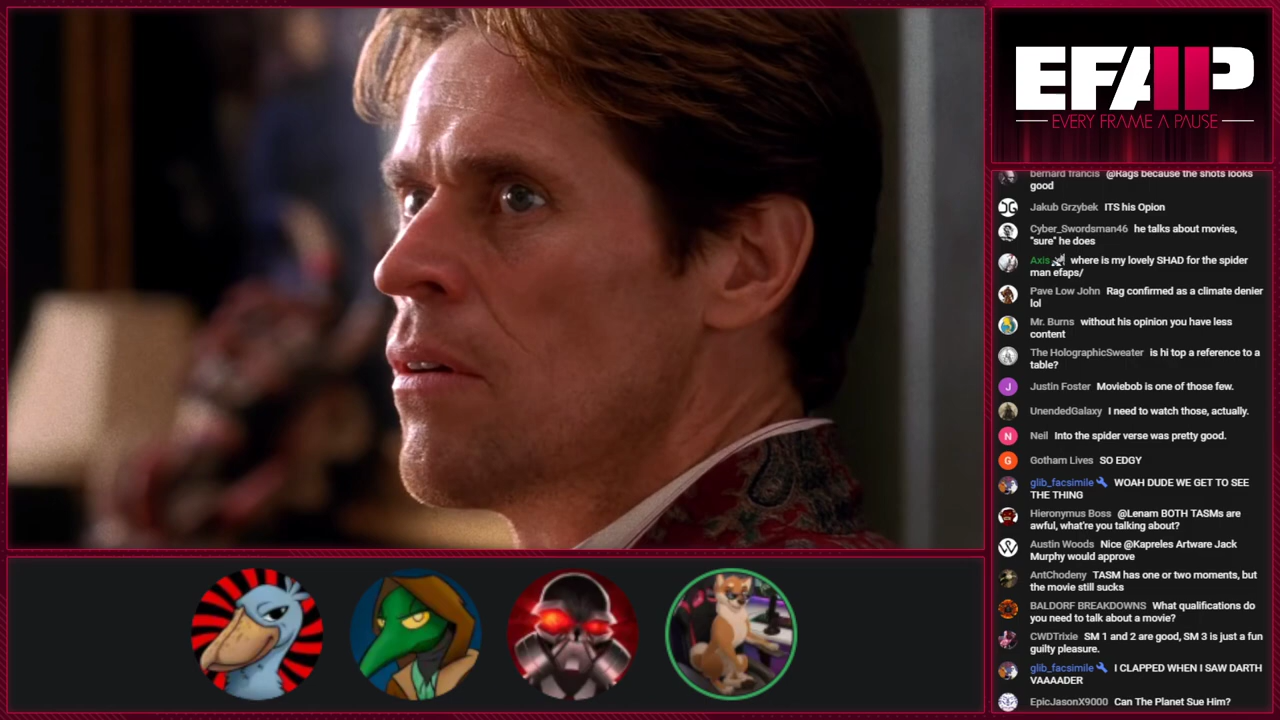 EFAP
EVERY FRAME A PAUSE
bernard francis @Rags because the shots looks
good
Jakub Grzybek ITS his Opion
Cyber_Swordsman46 he talks about movies,
"sure" he does
Axis where is my lovely SHAD for the spider
man efaps/
Pave Low John Rag confirmed as a climate denier
lol
Mr. Burns without his opinion you have less
content
The HolographicSweater is hi top a reference to a
table?
J
Justin Foster Moviebob is one of those few.
UnendedGalaxy I need to watch those, actually.
N
Neil Into the spider verse was pretty good.
G
Gotham Lives SO EDGY
glib_facsimile WOAH DUDE WE GET TO SEE
THE THING
Hieronymus Boss @Lenam BOTH TASMs are
awful, what're you talking about?
Austin Woods Nice @Kapreles Artware Jack
Murphy would approve
AntChodeny TASM has one or two moments, but
the movie still sucks
BALDORF BREAKDOWNS What qualifications do
you need to talk about a movie?
CWDTrixie SM 1 and 2 are good, SM 3 is just a fun
guilty pleasure.
glib_facsimile I CLAPPED WHEN I SAW DARTH
VAAAADER
EpicJasonX9000 Can The Planet Sue Him?